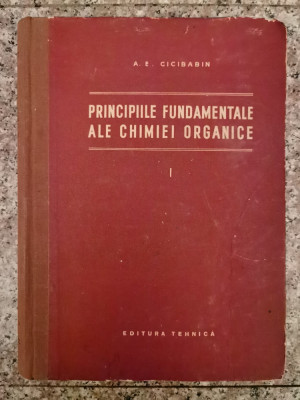 A. E. CICIBABIN
PRINCIPIILE FUNDAMENTALE
ALE CHIMIEI ORGANICE
I
EDITURA TEHNICĂ